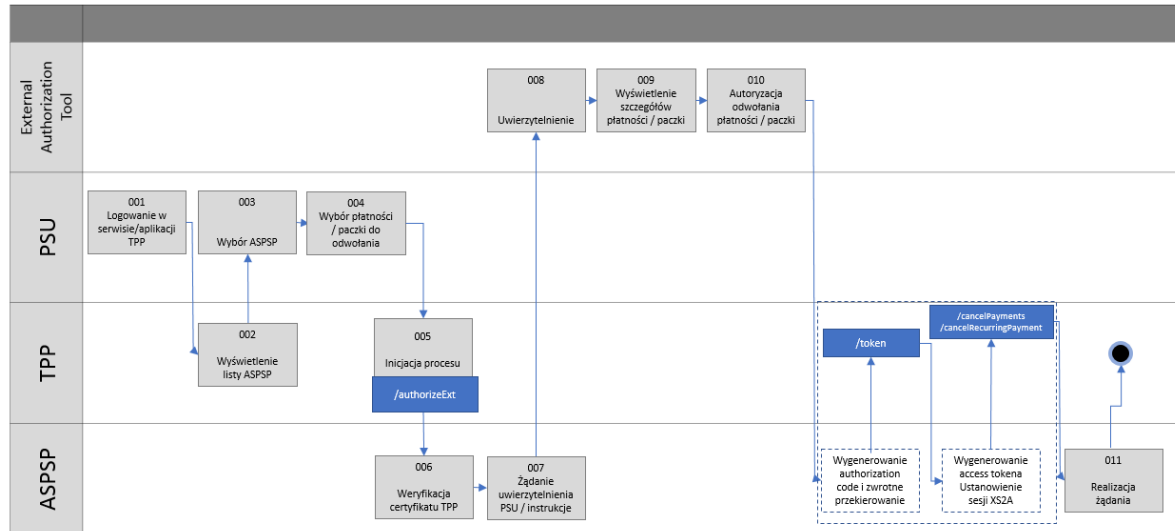 External
Authorization
Tool
008
Uwierzytelnienie
009
Wyświetlenie
szczegółów
płatności / paczki
010
Autoryzacja
odwołania
płatności / paczki
PSU
001
Logowanie w
serwisie/aplikacji
TPP
003
Wybór ASPSP
004
Wybór płatności
/ paczki do
odwołania
TPP
002
Wyświetlenie
listy ASPSP
005
Inicjacja procesu
/authorizeExt
/token
/cancelPayments
/cancelRecurringPayment
ASPSP
006
Weryfikacja
certyfikatu TPP
007
Żądanie
uwierzytelnienia
PSU / instrukcje
Wygenerowanie
authorization
code i zwrotne
przekierowanie
Wygenerowanie
access tokena
Ustanowienie
sesji XS2A
011
Realizacja
żądania